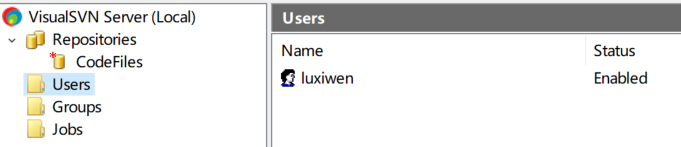 VisualSVN Server (Local)
Repositories
CodeFiles
Users
Groups
Jobs
Users
Name Status
luxiwen Enabled